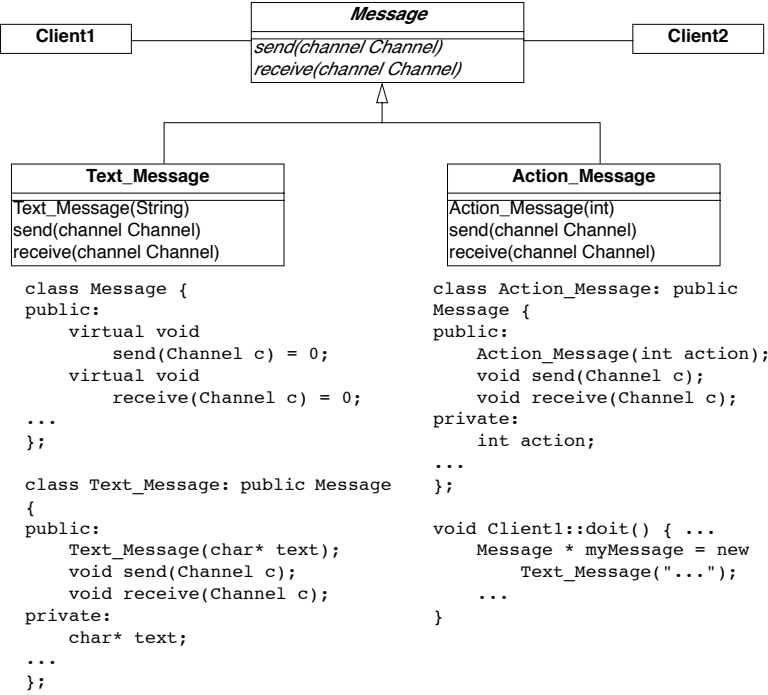 Message
send(channel Channel)
receive(channel Channel)
Client1
Client2
Text_Message
Text_Message(String)
send(channel Channel)
receive(channel Channel)
Action_Message
Action_Message(int)
send(channel Channel)
receive(channel Channel)
class Message {
public:
    virtual void
        send(Channel c) = 0;
    virtual void
        receive(Channel c) = 0;
...
};
class Text_Message: public Message
{
public:
    Text_Message(char* text);
    void send(Channel c);
    void receive(Channel c);
private:
    char* text;
...
};
class Action_Message: public
Message {
public:
    Action_Message(int action);
    void send(Channel c);
    void receive(Channel c);
private:
    int action;
...
};
void Client1::doit() { ...
    Message * myMessage = new
        Text_Message("...");
    ...
}